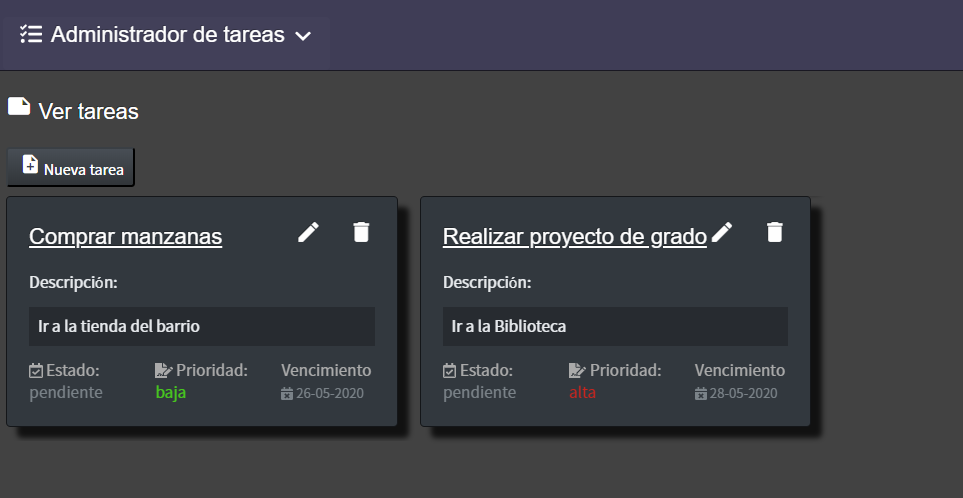 Administrador de tareas
Ver tareas
Nueva tarea
Comprar manzanas
Descripción:
Ir a la tienda del barrio
Estado:
pendiente
Prioridad:
baja
Vencimiento
26-05-2020
Realizar proyecto de grado
Descripción:
Ir a la Biblioteca
Estado:
pendiente
Prioridad:
alta
Vencimiento
28-05-2020